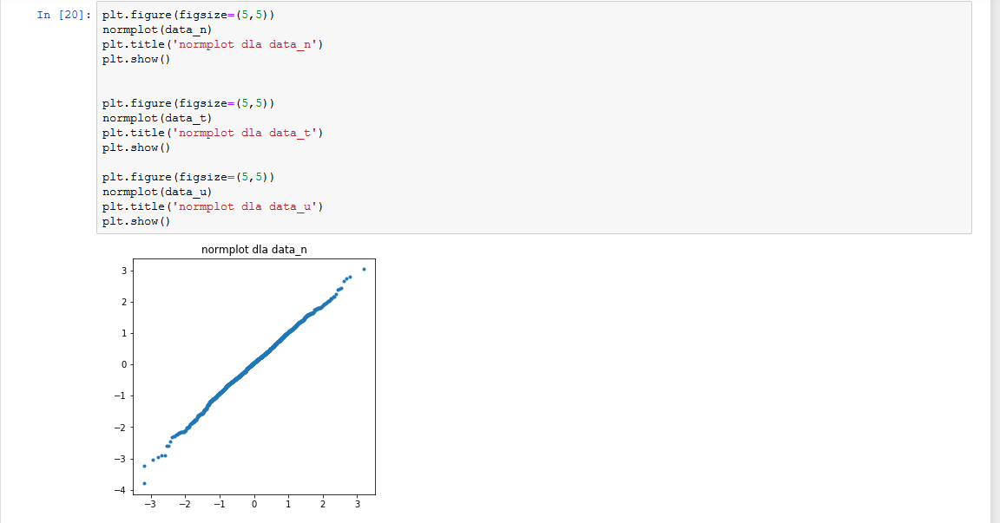 In [20]:
plt.figure(figsize=(5,5))
normplot(data_n)
plt.title('normplot dla data_n')
plt.show()
plt.figure(figsize=(5,5))
normplot(data_t)
plt.title('normplot dla data_t')
plt.show()
plt.figure(figsize=(5,5))
normplot(data_u)
plt.title('normplot dla data_u')
plt.show()
normplot dla data_n
3
2
1
0
−1
−2
−3
−4
−3 −2 −1 0 1 2 3